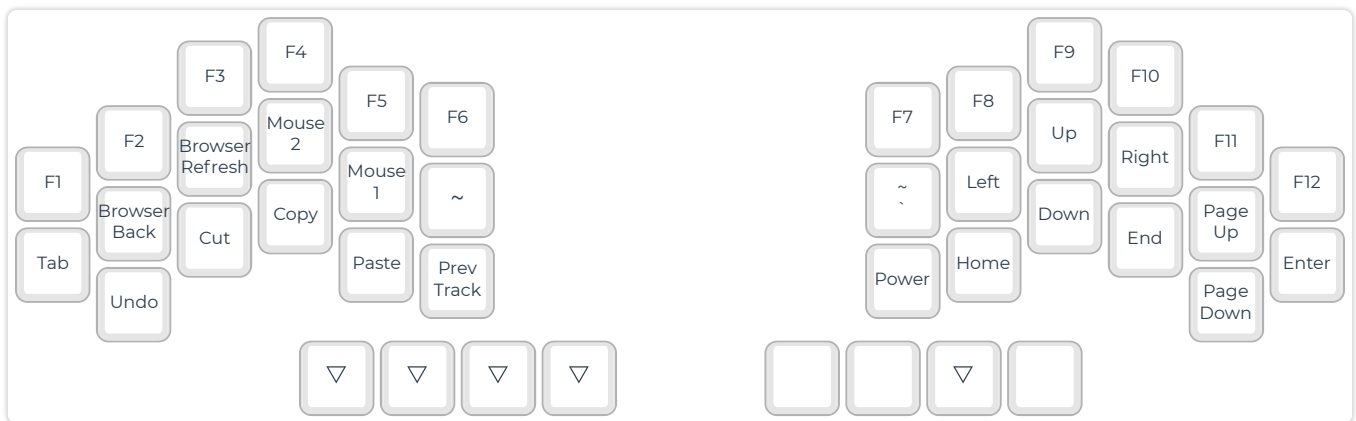 F1
Tab
F2
Browser
Back
Undo
F3
Browser
Refresh
Cut
F4
Mouse
2
Copy
F5
Mouse
1
Paste
F6
~
Prev
Track
F7
~
`
Power
F8
Left
Home
F9
Up
Down
F10
Right
End
F11
Page
Up
Page
Down
F12
Enter
▽ ▽ ▽ ▽ ▽